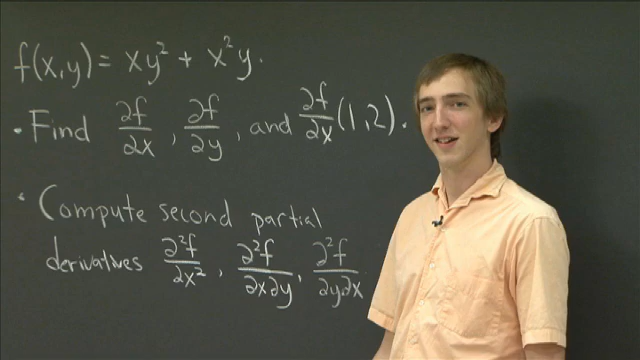 f(x,y) = xy² + x²y.
• Find ∂f/∂x, ∂f/∂y, and ∂f/∂x(1,2).
• Compute second partial
derivatives ∂²f/∂x², ∂²f/∂x∂y, ∂²f/∂y∂x